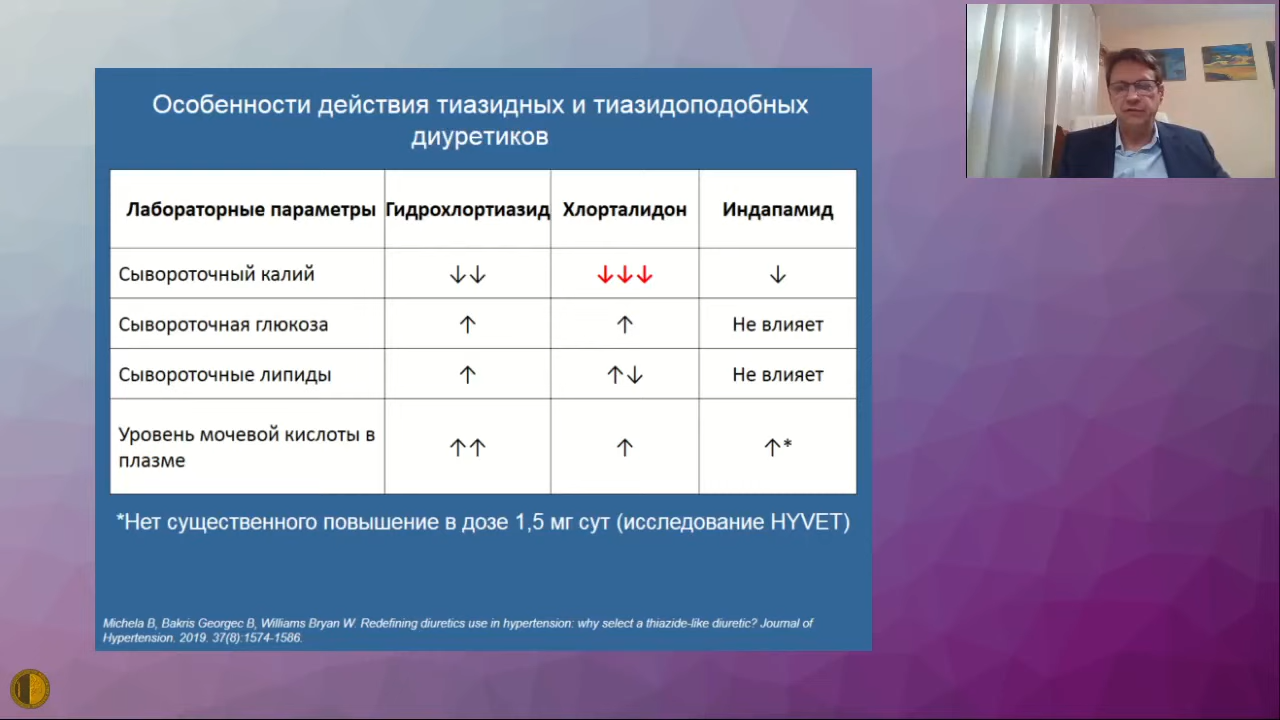 Особенности действия тиазидных и тиазидоподобных
диуретиков
Лабораторные параметры Гидрохлортиазид Хлорталидон Индапамид
Сывороточный калий ↓↓ ↓↓↓ ↓
Сывороточная глюкоза ↑ ↑ Не влияет
Сывороточные липиды ↑ ↑↓ Не влияет
Уровень мочевой кислоты в
плазме ↑↑ ↑ ↑*
*Нет существенного повышение в дозе 1,5 мг сут (исследование HYVET)
Michela B, Bakris Georgec B, Williams Bryan W. Redefining diuretics use in hypertension: why select a thiazide-like diuretic? Journal of
Hypertension. 2019. 37(8):1574-1586.